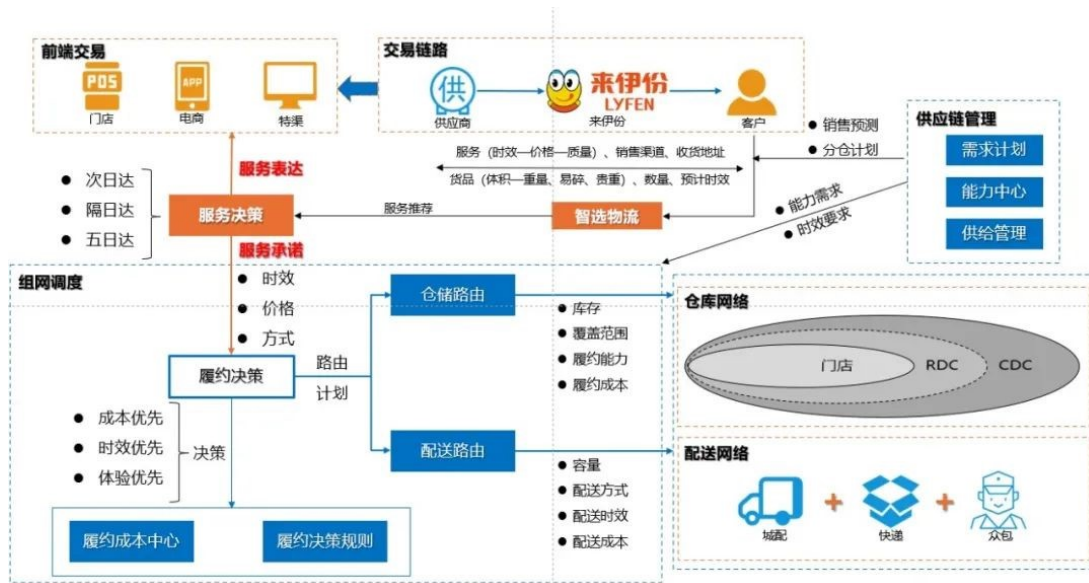 前端交易
POS
门店
APP
电商
特渠
交易链路
供
供应商
来伊份
LYFEN
来伊份
客户
供应链管理
需求计划
能力中心
供给管理
● 销售预测
● 分仓计划
服务（时效—价格—质量）、销售渠道、收货地址
货品（体积—重量、易碎、贵重）、数量、预计时效
● 能力需求
● 时效要求
服务表达
● 次日达
● 隔日达
● 五日达
服务决策
服务推荐
智选物流
服务承诺
● 时效
● 价格
● 方式
组网调度
履约决策
路由
计划
● 成本优先
● 时效优先
● 体验优先
决策
履约成本中心
履约决策规则
仓储路由
● 库存
● 覆盖范围
● 履约能力
● 履约成本
配送路由
● 容量
● 配送方式
● 配送时效
● 配送成本
仓库网络
门店
RDC
CDC
配送网络
城配
+
快递
+
众包